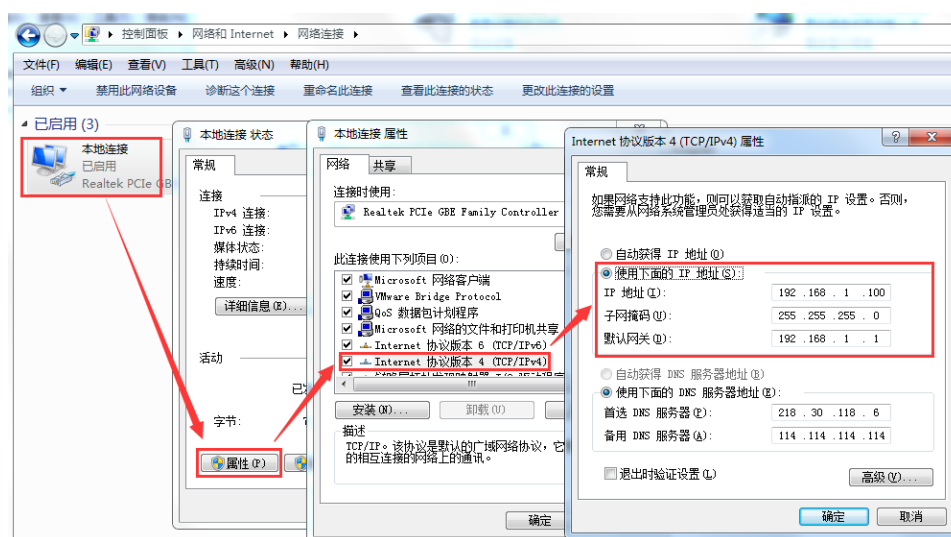 控制面板 ▸ 网络和 Internet ▸ 网络连接 ▸
文件(F) 编辑(E) 查看(V) 工具(T) 高级(N) 帮助(H)
组织 ▼ 禁用此网络设备 诊断这个连接 重命名此连接 查看此连接的状态 更改此连接的设置
已启用 (3)
本地连接
已启用
Realtek PCIe GB
本地连接 状态
常规
连接
IPv4 连接:
IPv6 连接:
媒体状态:
持续时间:
速度:
详细信息(E)...
活动
字节:
属性(P)
本地连接 属性
网络 共享
连接时使用:
Realtek PCIe GBE Family Controller
此连接使用下列项目(O):
Microsoft 网络客户端
VMware Bridge Protocol
QoS 数据包计划程序
Microsoft 网络的文件和打印机共享
Internet 协议版本 6 (TCP/IPv6)
Internet 协议版本 4 (TCP/IPv4)
安装(N)... 卸载(U)
描述
TCP/IP。该协议是默认的广域网络协议，它
的相互连接的网络上的通讯。
确定
Internet 协议版本 4 (TCP/IPv4) 属性
常规
如果网络支持此功能，则可以获取自动指派的 IP 设置。否则，
您需要从网络系统管理员处获得适当的 IP 设置。
自动获得 IP 地址(O)
使用下面的 IP 地址(S):
IP 地址(I): 192 .168 . 1 .100
子网掩码(U): 255 .255 .255 . 0
默认网关(D): 192 .168 . 1 . 1
自动获得 DNS 服务器地址(B)
使用下面的 DNS 服务器地址(E):
首选 DNS 服务器(P): 218 . 30 .118 . 6
备用 DNS 服务器(A): 114 .114 .114 .114
退出时验证设置(L)
高级(V)...
确定 取消